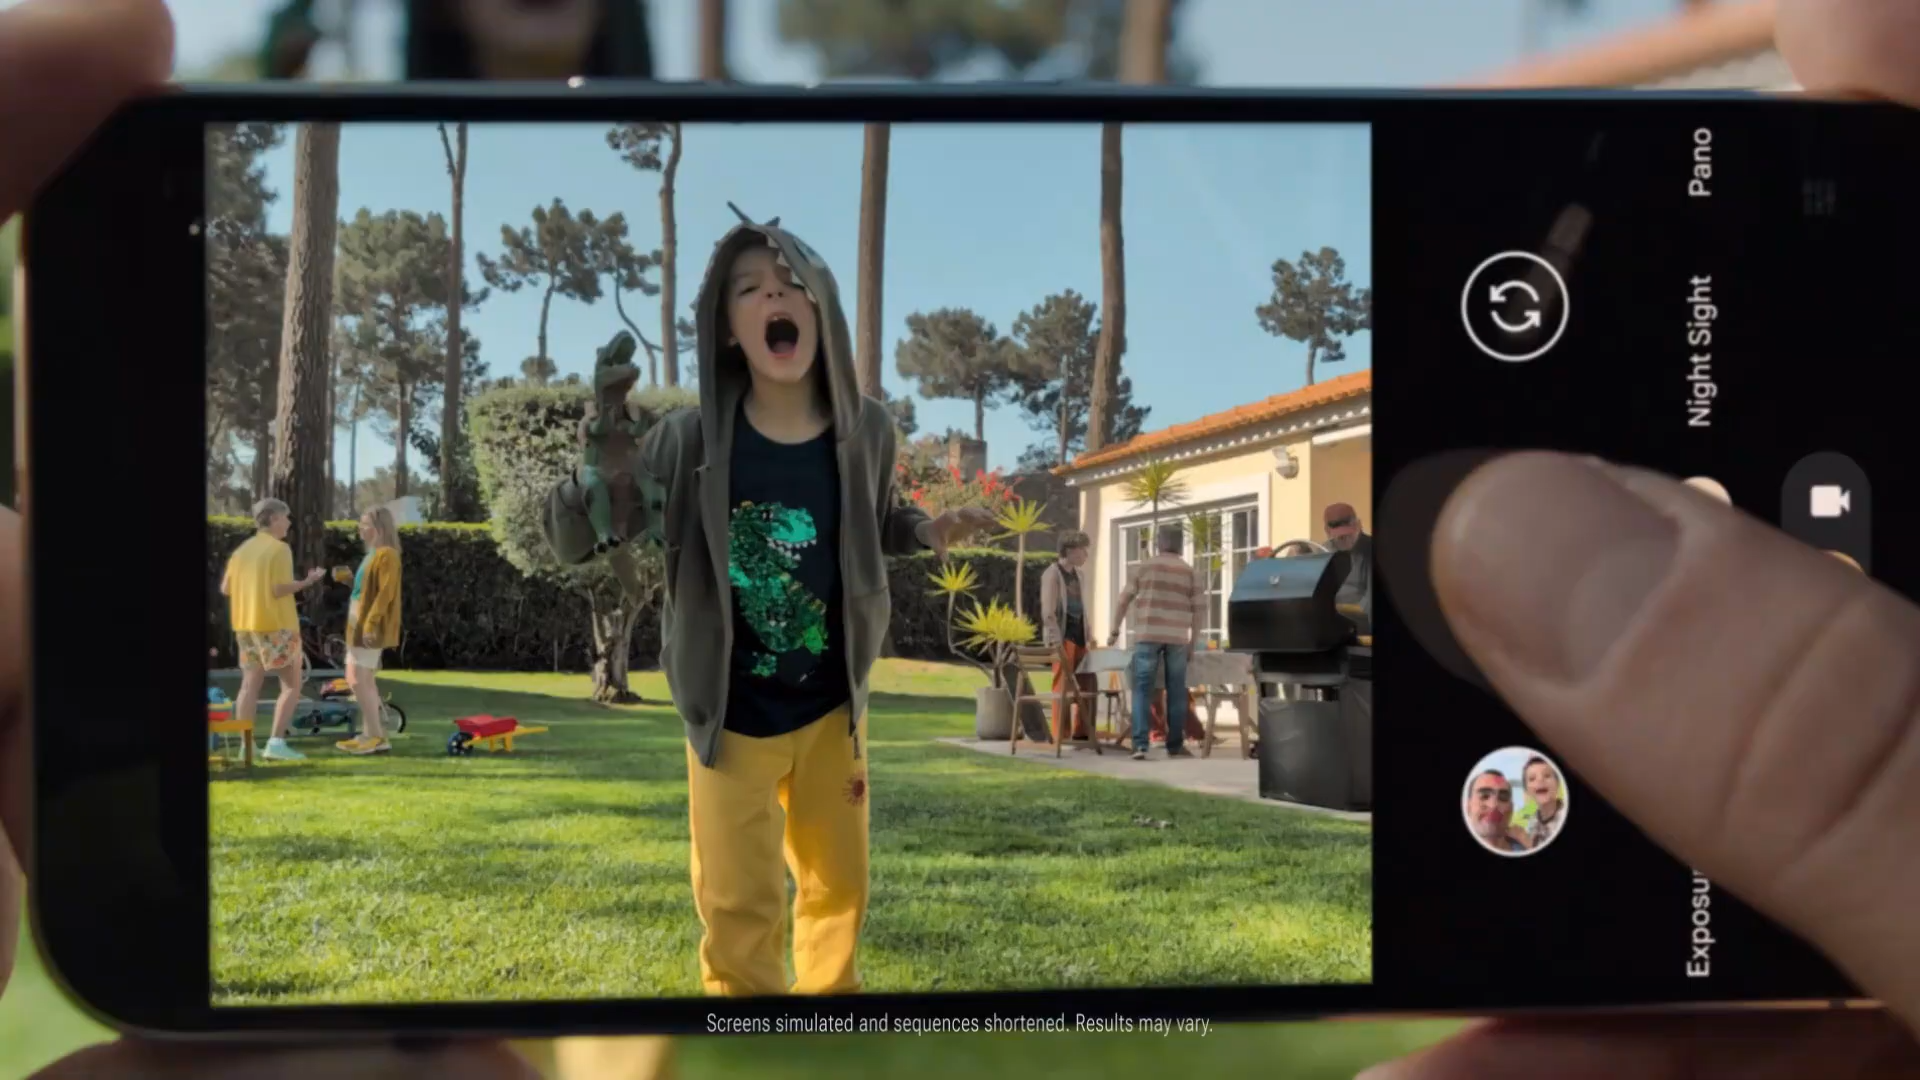 Pano
Night Sight
Exposu
Screens simulated and sequences shortened. Results may vary.